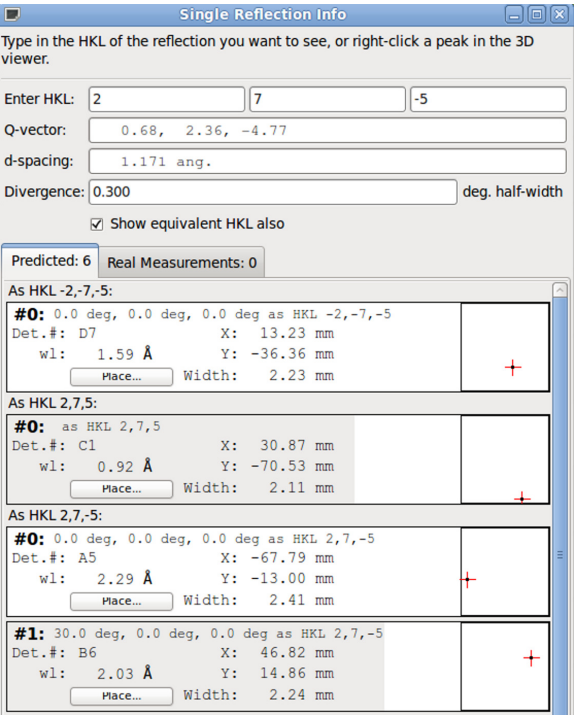 Single Reflection Info
Type in the HKL of the reflection you want to see, or right-click a peak in the 3D
viewer.
Enter HKL: 2 7 -5
Q-vector: 0.68, 2.36, -4.77
d-spacing: 1.171 ang.
Divergence: 0.300 deg. half-width
Show equivalent HKL also
Predicted: 6 Real Measurements: 0
As HKL -2,-7,-5:
#0: 0.0 deg, 0.0 deg, 0.0 deg as HKL -2,-7,-5
Det.#: D7 X: 13.23 mm
wl: 1.59 Å Y: -36.36 mm
Place... Width: 2.23 mm
As HKL 2,7,5:
#0: as HKL 2,7,5
Det.#: C1 X: 30.87 mm
wl: 0.92 Å Y: -70.53 mm
Place... Width: 2.11 mm
As HKL 2,7,-5:
#0: 0.0 deg, 0.0 deg, 0.0 deg as HKL 2,7,-5
Det.#: A5 X: -67.79 mm
wl: 2.29 Å Y: -13.00 mm
Place... Width: 2.41 mm
#1: 30.0 deg, 0.0 deg, 0.0 deg as HKL 2,7,-5
Det.#: B6 X: 46.82 mm
wl: 2.03 Å Y: 14.86 mm
Place... Width: 2.24 mm